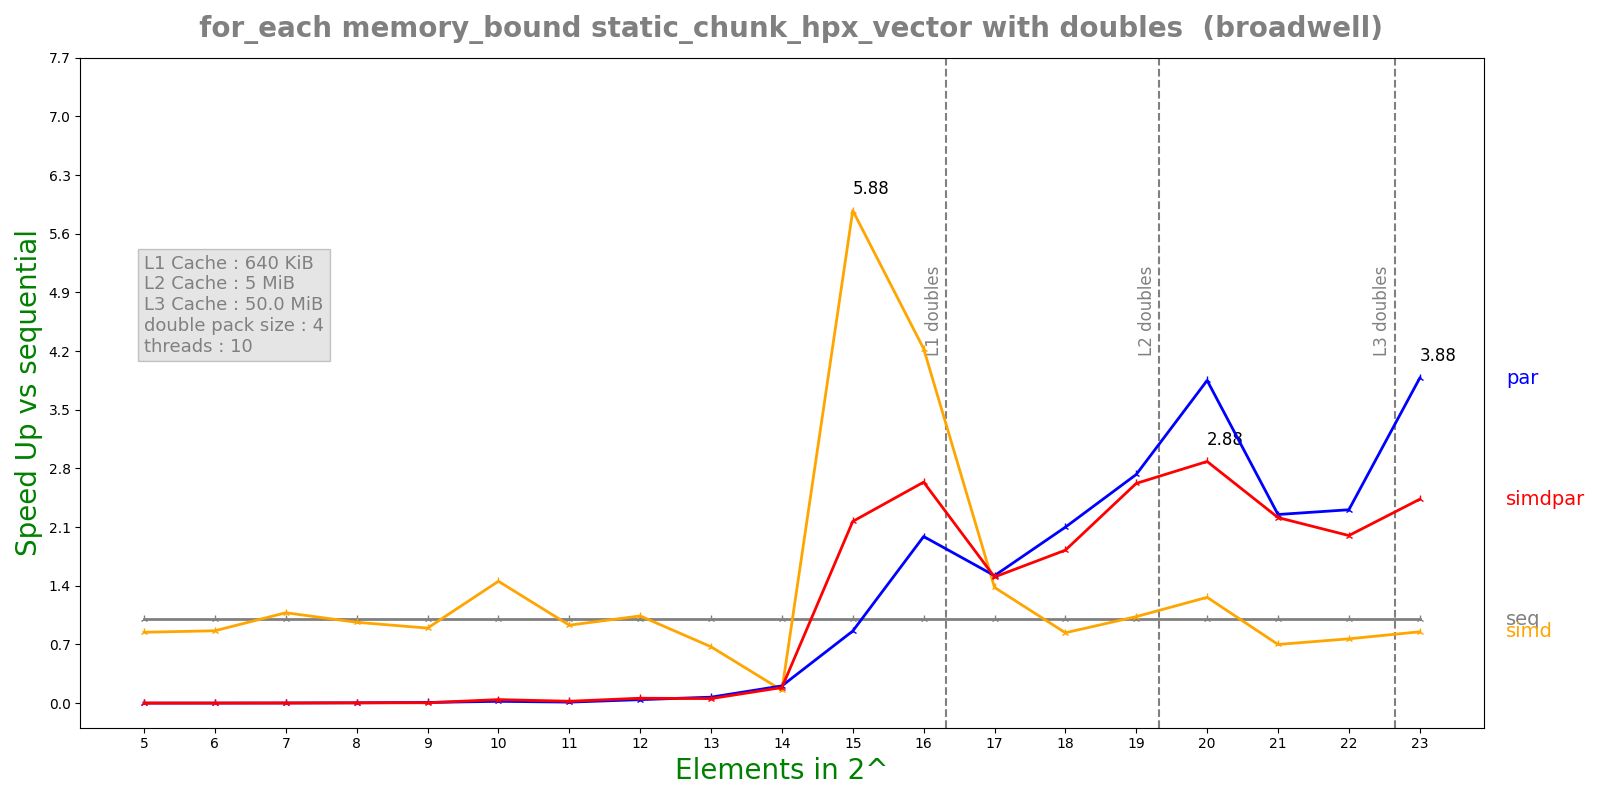 for_each memory_bound static_chunk_hpx_vector with doubles (broadwell)
Speed Up vs sequential
7.7
7.0
6.3
5.6
4.9
4.2
3.5
2.8
2.1
1.4
0.7
0.0
L1 Cache : 640 KiB
L2 Cache : 5 MiB
L3 Cache : 50.0 MiB
double pack size : 4
threads : 10
5.88
L1 doubles
L2 doubles
L3 doubles
3.88
2.88
par
simdpar
seq
simd
5 6 7 8 9 10 11 12 13 14 15 16 17 18 19 20 21 22 23
Elements in 2^